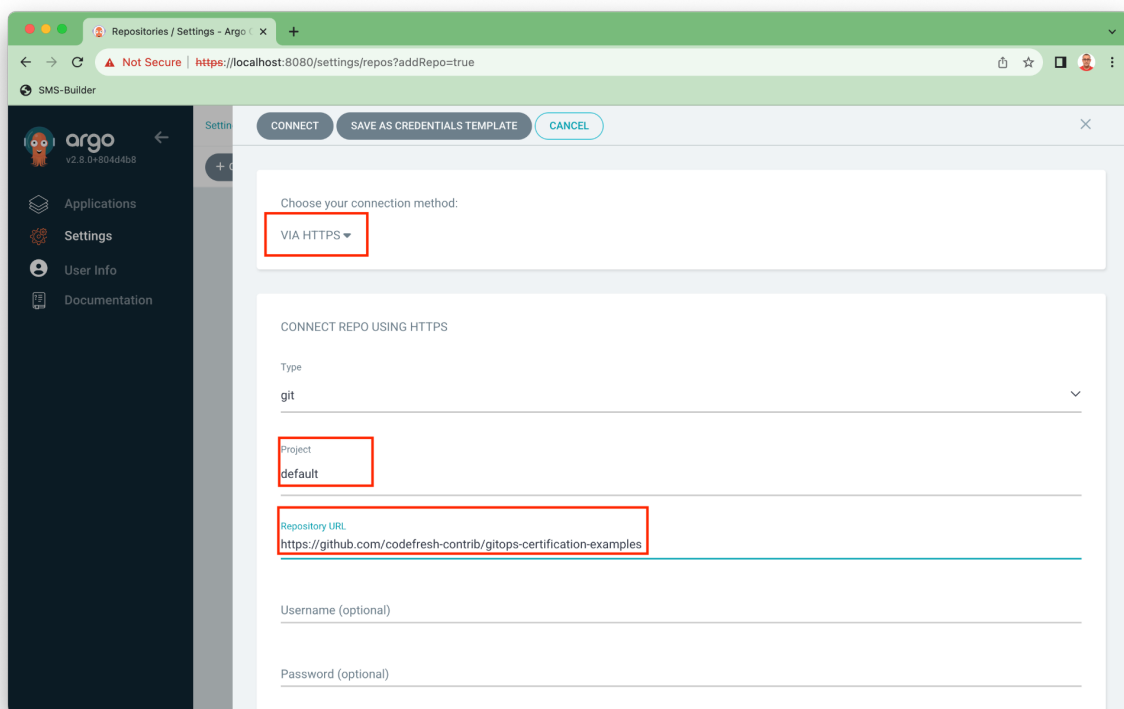 Repositories / Settings - Argo C
Not Secure | https://localhost:8080/settings/repos?addRepo=true
SMS-Builder
argo
v2.8.0+804d4b8
Applications
Settings
User Info
Documentation
Settin
+ C
CONNECT SAVE AS CREDENTIALS TEMPLATE CANCEL
Choose your connection method:
VIA HTTPS
CONNECT REPO USING HTTPS
Type
git
Project
default
Repository URL
https://github.com/codefresh-contrib/gitops-certification-examples
Username (optional)
Password (optional)